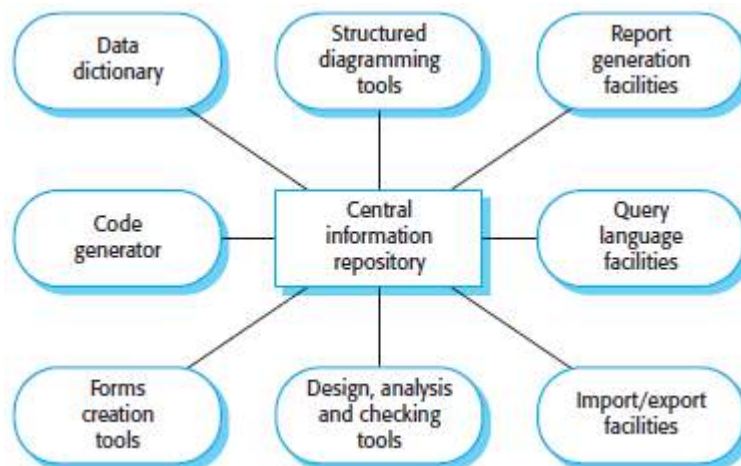 Data
dictionary
Structured
diagramming
tools
Report
generation
facilities
Code
generator
Central
information
repository
Query
language
facilities
Forms
creation
tools
Design, analysis
and checking
tools
Import/export
facilities